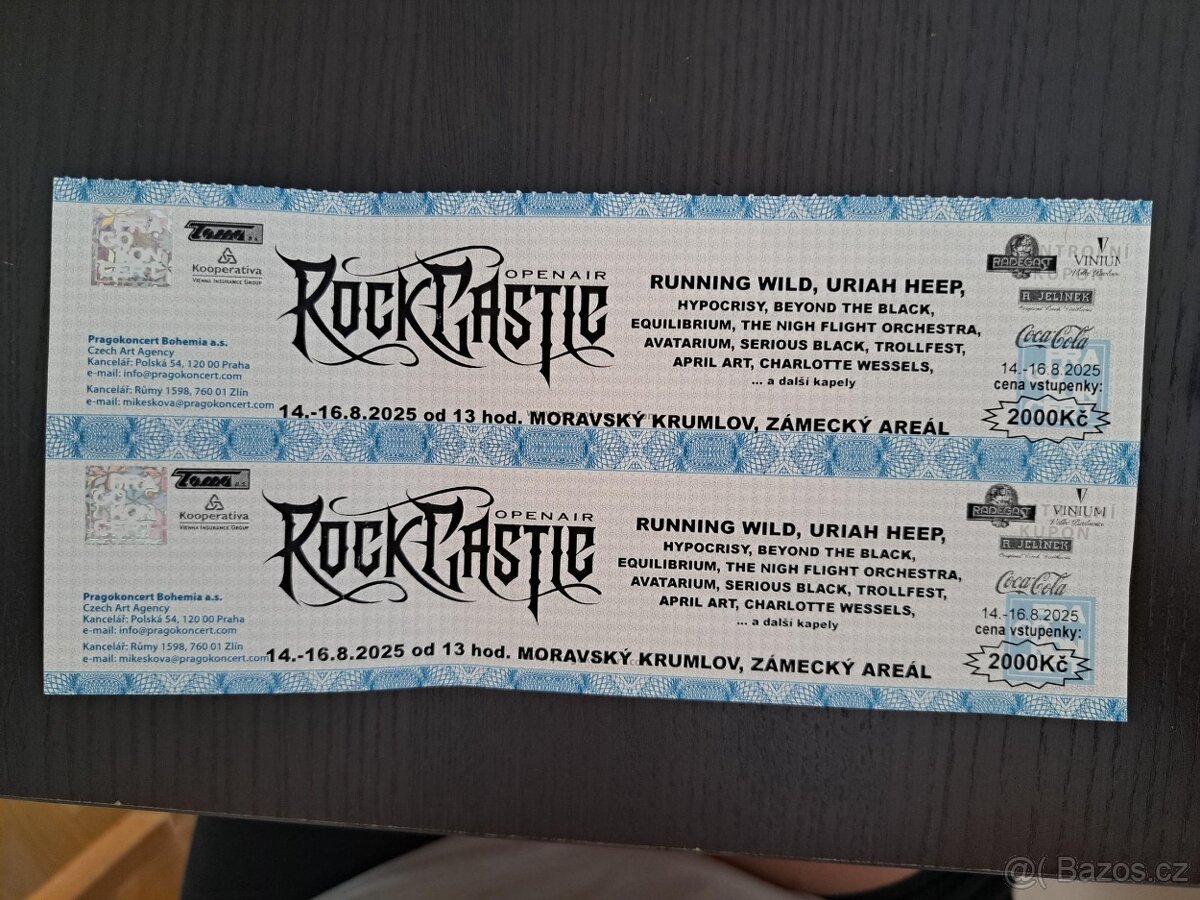 PRAGOKONCERT
Tama a.s.
Kooperativa
VIENNA INSURANCE GROUP
Pragokoncert Bohemia a.s.
Czech Art Agency
Kancelář: Polská 54, 120 00 Praha
e-mail: info@pragokoncert.com
Kancelář: Růmy 1598, 760 01 Zlín
e-mail: mikeskova@pragokoncert.com
OPENAIR
ROCKCASTLE
RUNNING WILD, URIAH HEEP,
HYPOCRISY, BEYOND THE BLACK,
EQUILIBRIUM, THE NIGH FLIGHT ORCHESTRA,
AVATARIUM, SERIOUS BLACK, TROLLFEST,
APRIL ART, CHARLOTTE WESSELS,
... a další kapely
14.-16.8.2025 od 13 hod. MORAVSKÝ KRUMLOV, ZÁMECKÝ AREÁL
RADEGAST
VINIUM
R. JELÍNEK
Coca-Cola
14.-16.8.2025
cena vstupenky:
2000Kč
Tama a.s.
Kooperativa
VIENNA INSURANCE GROUP
Pragokoncert Bohemia a.s.
Czech Art Agency
Kancelář: Polská 54, 120 00 Praha
e-mail: info@pragokoncert.com
Kancelář: Růmy 1598, 760 01 Zlín
e-mail: mikeskova@pragokoncert.com
OPENAIR
ROCKCASTLE
RUNNING WILD, URIAH HEEP,
HYPOCRISY, BEYOND THE BLACK,
EQUILIBRIUM, THE NIGH FLIGHT ORCHESTRA,
AVATARIUM, SERIOUS BLACK, TROLLFEST,
APRIL ART, CHARLOTTE WESSELS,
... a další kapely
14.-16.8.2025 od 13 hod. MORAVSKÝ KRUMLOV, ZÁMECKÝ AREÁL
RADEGAST
VINIUM
KUPÓN
R. JELÍNEK
Coca-Cola
14.-16.8.2025
cena vstupenky:
2000Kč
@( Bazos.cz